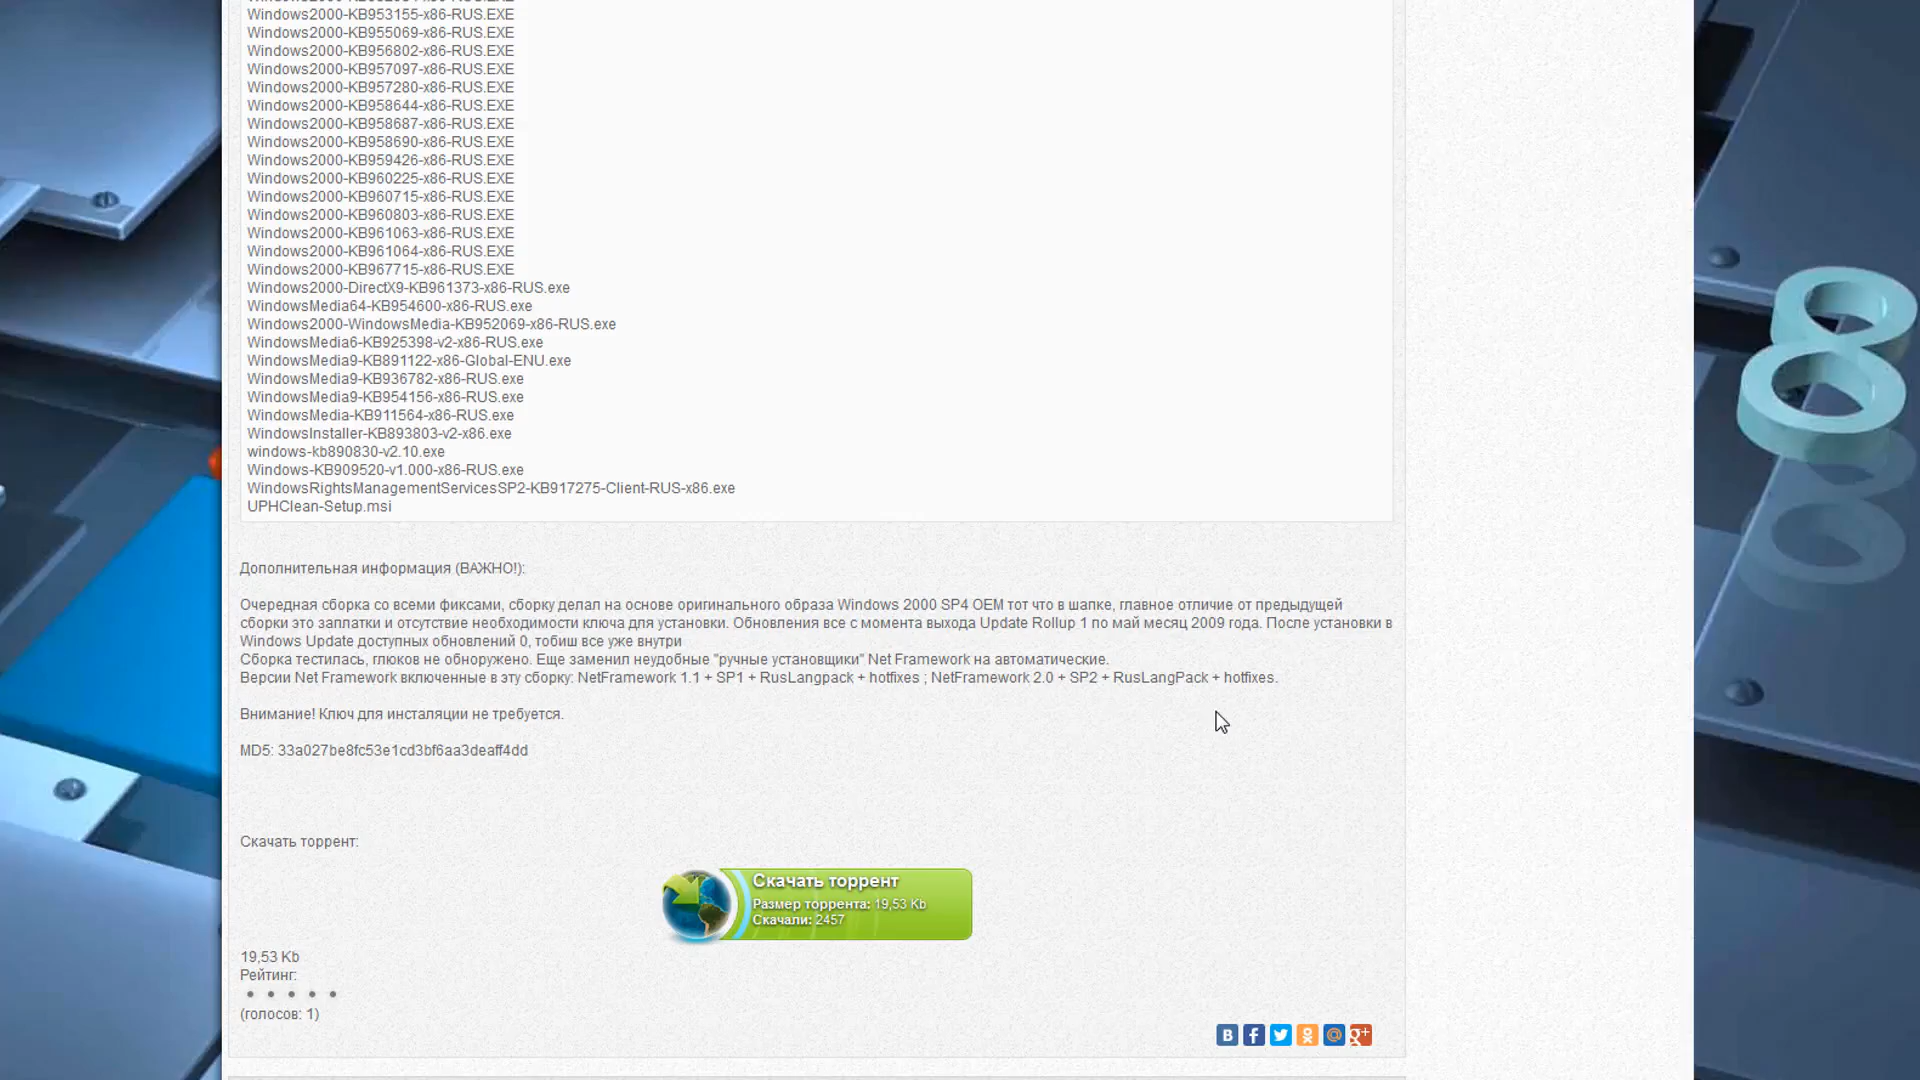 Windows2000-KB953155-x86-RUS.EXE
Windows2000-KB955069-x86-RUS.EXE
Windows2000-KB956802-x86-RUS.EXE
Windows2000-KB957097-x86-RUS.EXE
Windows2000-KB957280-x86-RUS.EXE
Windows2000-KB958644-x86-RUS.EXE
Windows2000-KB958687-x86-RUS.EXE
Windows2000-KB958690-x86-RUS.EXE
Windows2000-KB959426-x86-RUS.EXE
Windows2000-KB960225-x86-RUS.EXE
Windows2000-KB960715-x86-RUS.EXE
Windows2000-KB960803-x86-RUS.EXE
Windows2000-KB961063-x86-RUS.EXE
Windows2000-KB961064-x86-RUS.EXE
Windows2000-KB967715-x86-RUS.EXE
Windows2000-DirectX9-KB961373-x86-RUS.exe
WindowsMedia64-KB954600-x86-RUS.exe
Windows2000-WindowsMedia-KB952069-x86-RUS.exe
WindowsMedia6-KB925398-v2-x86-RUS.exe
WindowsMedia9-KB891122-x86-Global-ENU.exe
WindowsMedia9-KB936782-x86-RUS.exe
WindowsMedia9-KB954156-x86-RUS.exe
WindowsMedia-KB911564-x86-RUS.exe
WindowsInstaller-KB893803-v2-x86.exe
windows-kb890830-v2.10.exe
Windows-KB909520-v1.000-x86-RUS.exe
WindowsRightsManagementServicesSP2-KB917275-Client-RUS-x86.exe
UPHClean-Setup.msi
Дополнительная информация (ВАЖНО!):
Очередная сборка со всеми фиксами, сборку делал на основе оригинального образа Windows 2000 SP4 OEM тот что в шапке, главное отличие от предыдущей
сборки это заплатки и отсутствие необходимости ключа для установки. Обновления все с момента выхода Update Rollup 1 по май месяц 2009 года. После установки в
Windows Update доступных обновлений 0, тобиш все уже внутри
Сборка тестилась, глюков не обноружено. Еще заменил неудобные "ручные установщики" Net Framework на автоматические.
Версии Net Framework включенные в эту сборку: NetFramework 1.1 + SP1 + RusLangpack + hotfixes ; NetFramework 2.0 + SP2 + RusLangPack + hotfixes.
Внимание! Ключ для инсталяции не требуется.
MD5: 33a027be8fc53e1cd3bf6aa3deaff4dd
Скачать торрент:
Скачать торрент
Размер торрента: 19,53 Kb
Скачали: 2457
19,53 Kb
Рейтинг:
(голосов: 1)